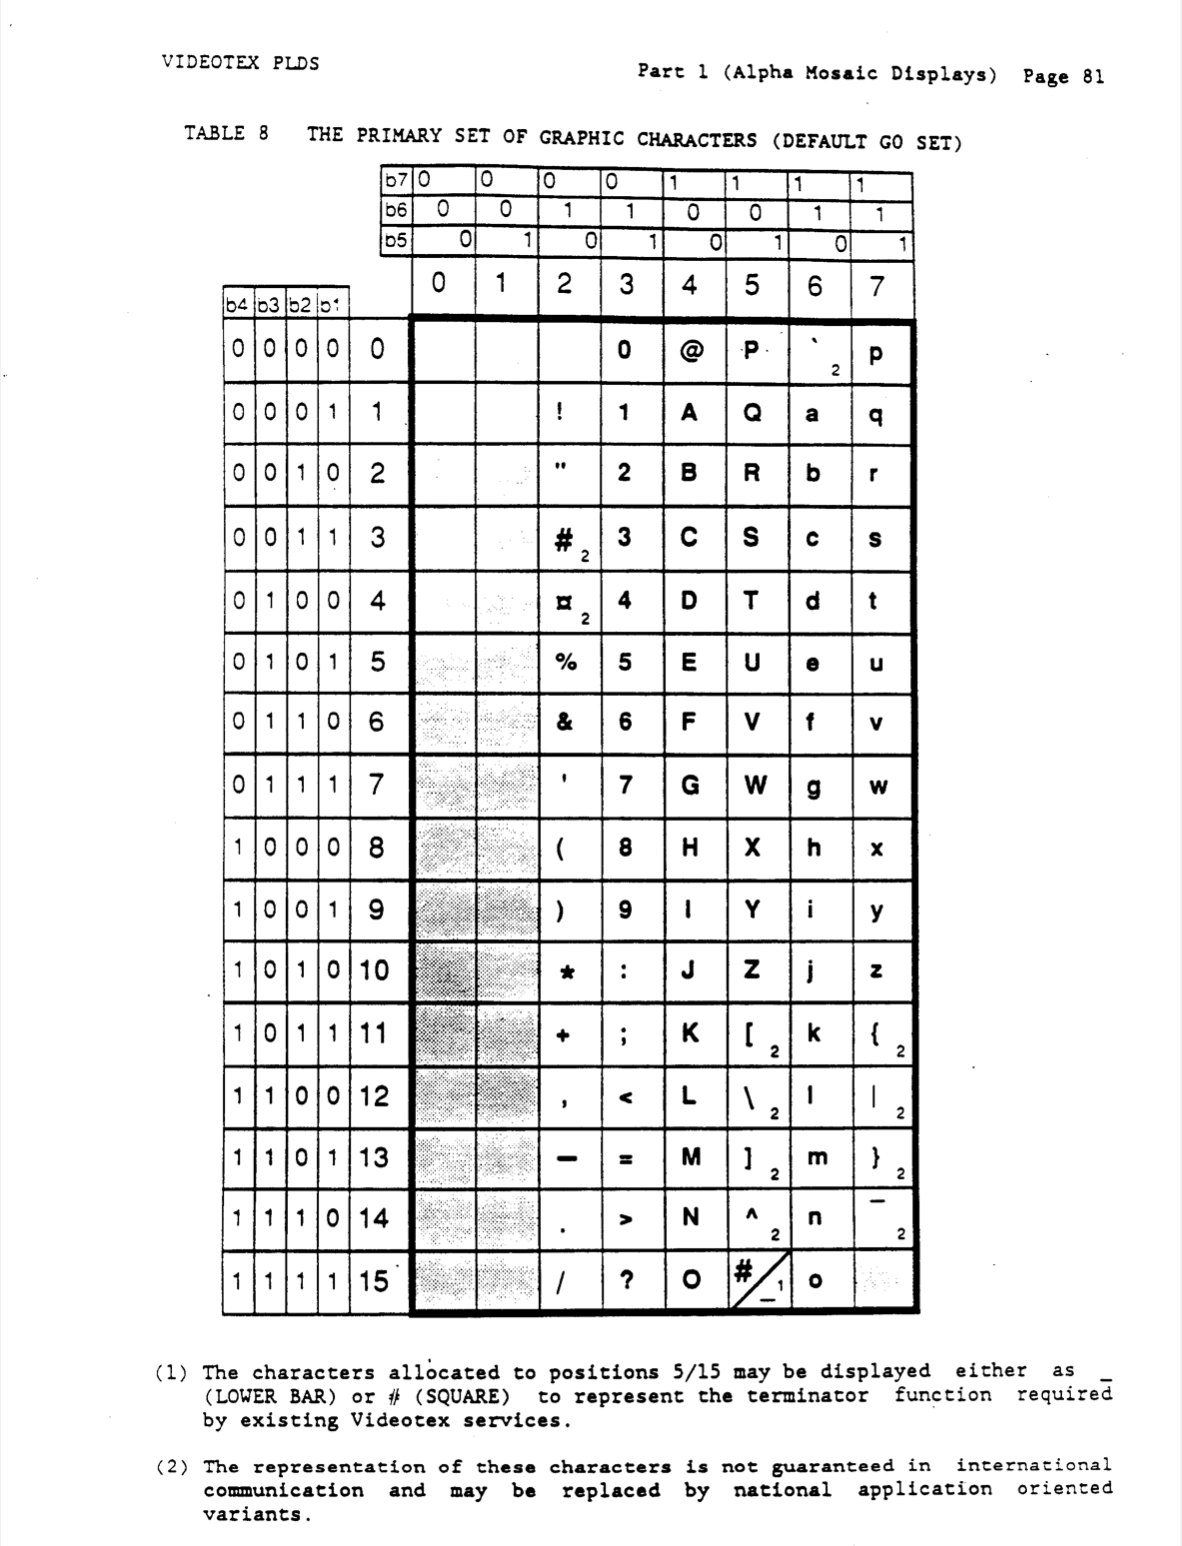 VIDEOTEX PLDS
Part 1 (Alpha Mosaic Displays) Page 81
TABLE 8 THE PRIMARY SET OF GRAPHIC CHARACTERS (DEFAULT G0 SET)
b7 0 0 0 0 1 1 1 1
b6 0 0 1 1 0 0 1 1
b5 0 1 0 1 0 1 0 1
0 1 2 3 4 5 6 7
b4 b3 b2 b1
0 0 0 0 0 0 @ P ` 2 p
0 0 0 1 1 ! 1 A Q a q
0 0 1 0 2 " 2 B R b r
0 0 1 1 3 # 2 3 C S c s
0 1 0 0 4 ¤ 2 4 D T d t
0 1 0 1 5 % 5 E U e u
0 1 1 0 6 & 6 F V f v
0 1 1 1 7 ' 7 G W g w
1 0 0 0 8 ( 8 H X h x
1 0 0 1 9 ) 9 I Y i y
1 0 1 0 10 * : J Z j z
1 0 1 1 11 + ; K [ 2 k { 2
1 1 0 0 12 , < L \ 2 l | 2
1 1 0 1 13 — = M ] 2 m } 2
1 1 1 0 14 . > N ^ 2 n ‾ 2
1 1 1 1 15 / ? O # / _ 1 o
(1) The characters allocated to positions 5/15 may be displayed either as _
(LOWER BAR) or # (SQUARE) to represent the terminator function required
by existing Videotex services.
(2) The representation of these characters is not guaranteed in international
communication and may be replaced by national application oriented
variants.